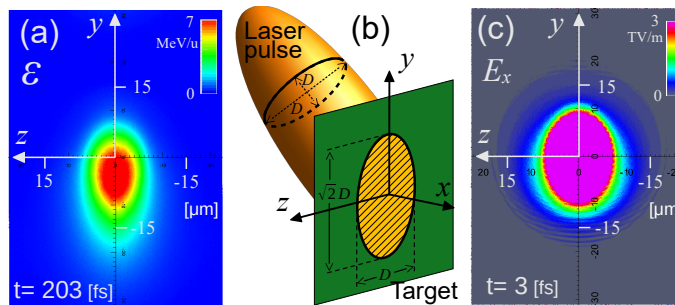 (a)
y
7
MeV/u
0
ε
15
z
15
-15
[μm]
-15
t= 203 [fs]
Laser
pulse
(b)
D
D
y
z
x
√2 D
D
Target
(c)
3
TV/m
0
y
E_x
15
z
20
15
-15
[μm]
-15
t= 3 [fs]